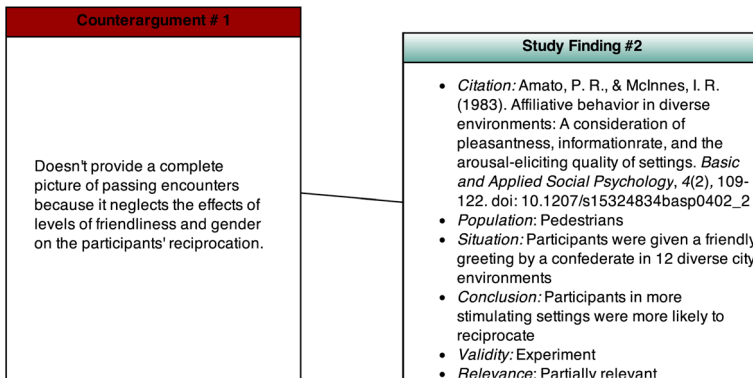 Counterargument # 1
Doesn't provide a complete
picture of passing encounters
because it neglects the effects of
levels of friendliness and gender
on the participants' reciprocation.
Study Finding #2
• Citation: Amato, P. R., & McInnes, I. R.
(1983). Affiliative behavior in diverse
environments: A consideration of
pleasantness, informationrate, and the
arousal-eliciting quality of settings. Basic
and Applied Social Psychology, 4(2), 109-
122. doi: 10.1207/s15324834basp0402_2
• Population: Pedestrians
• Situation: Participants were given a friendly
greeting by a confederate in 12 diverse city
environments
• Conclusion: Participants in more
stimulating settings were more likely to
reciprocate
• Validity: Experiment
• Relevance: Partially relevant